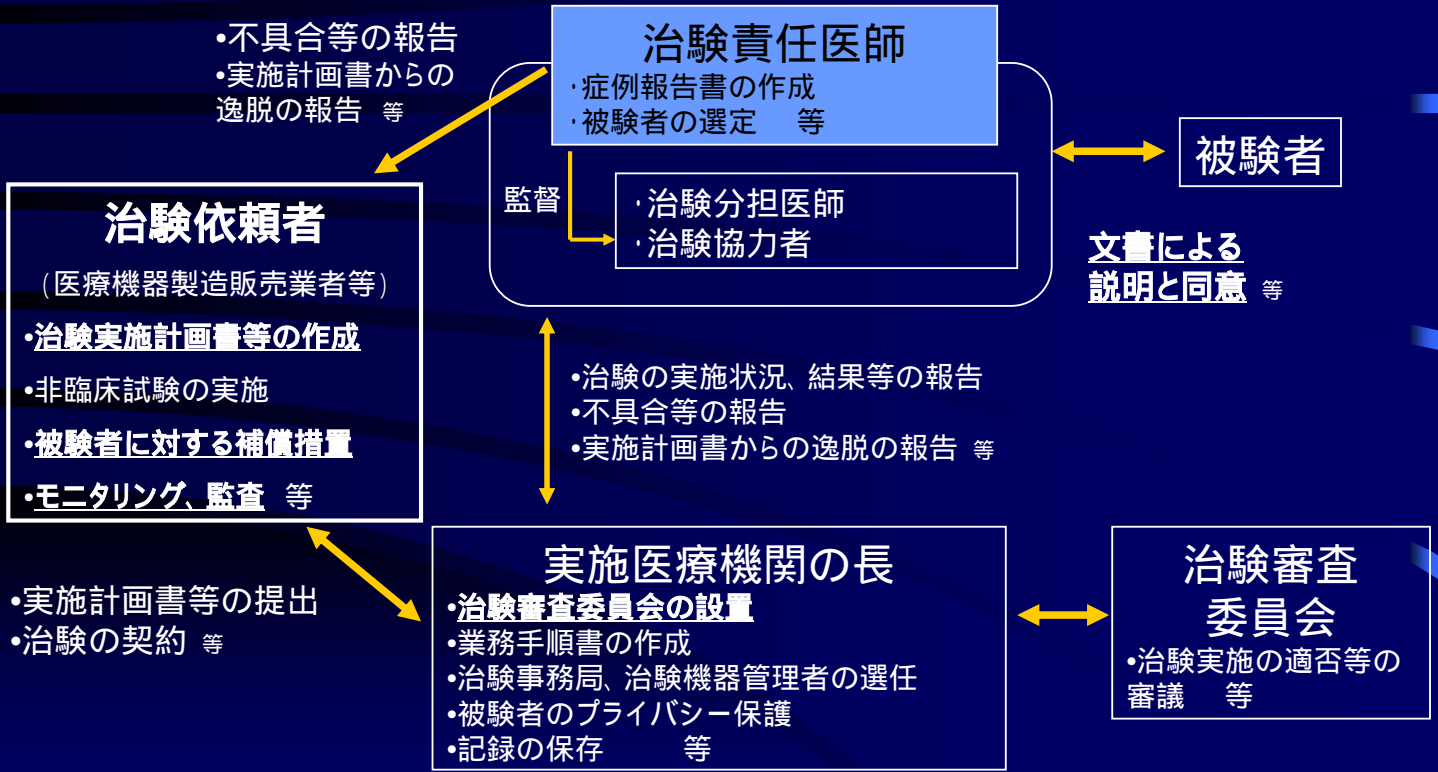 •不具合等の報告
•実施計画書からの
逸脱の報告 等
治験責任医師
·症例報告書の作成
·被験者の選定 等
監督
·治験分担医師
·治験協力者
被験者
文書による
説明と同意 等
治験依頼者
(医療機器製造販売業者等)
•治験実施計画書等の作成
•非臨床試験の実施
•被験者に対する補償措置
•モニタリング、監査 等
•治験の実施状況、結果等の報告
•不具合等の報告
•実施計画書からの逸脱の報告 等
•実施計画書等の提出
•治験の契約 等
実施医療機関の長
•治験審査委員会の設置
•業務手順書の作成
•治験事務局、治験機器管理者の選任
•被験者のプライバシー保護
•記録の保存 等
治験審査
委員会
•治験実施の適否等の
審議 等